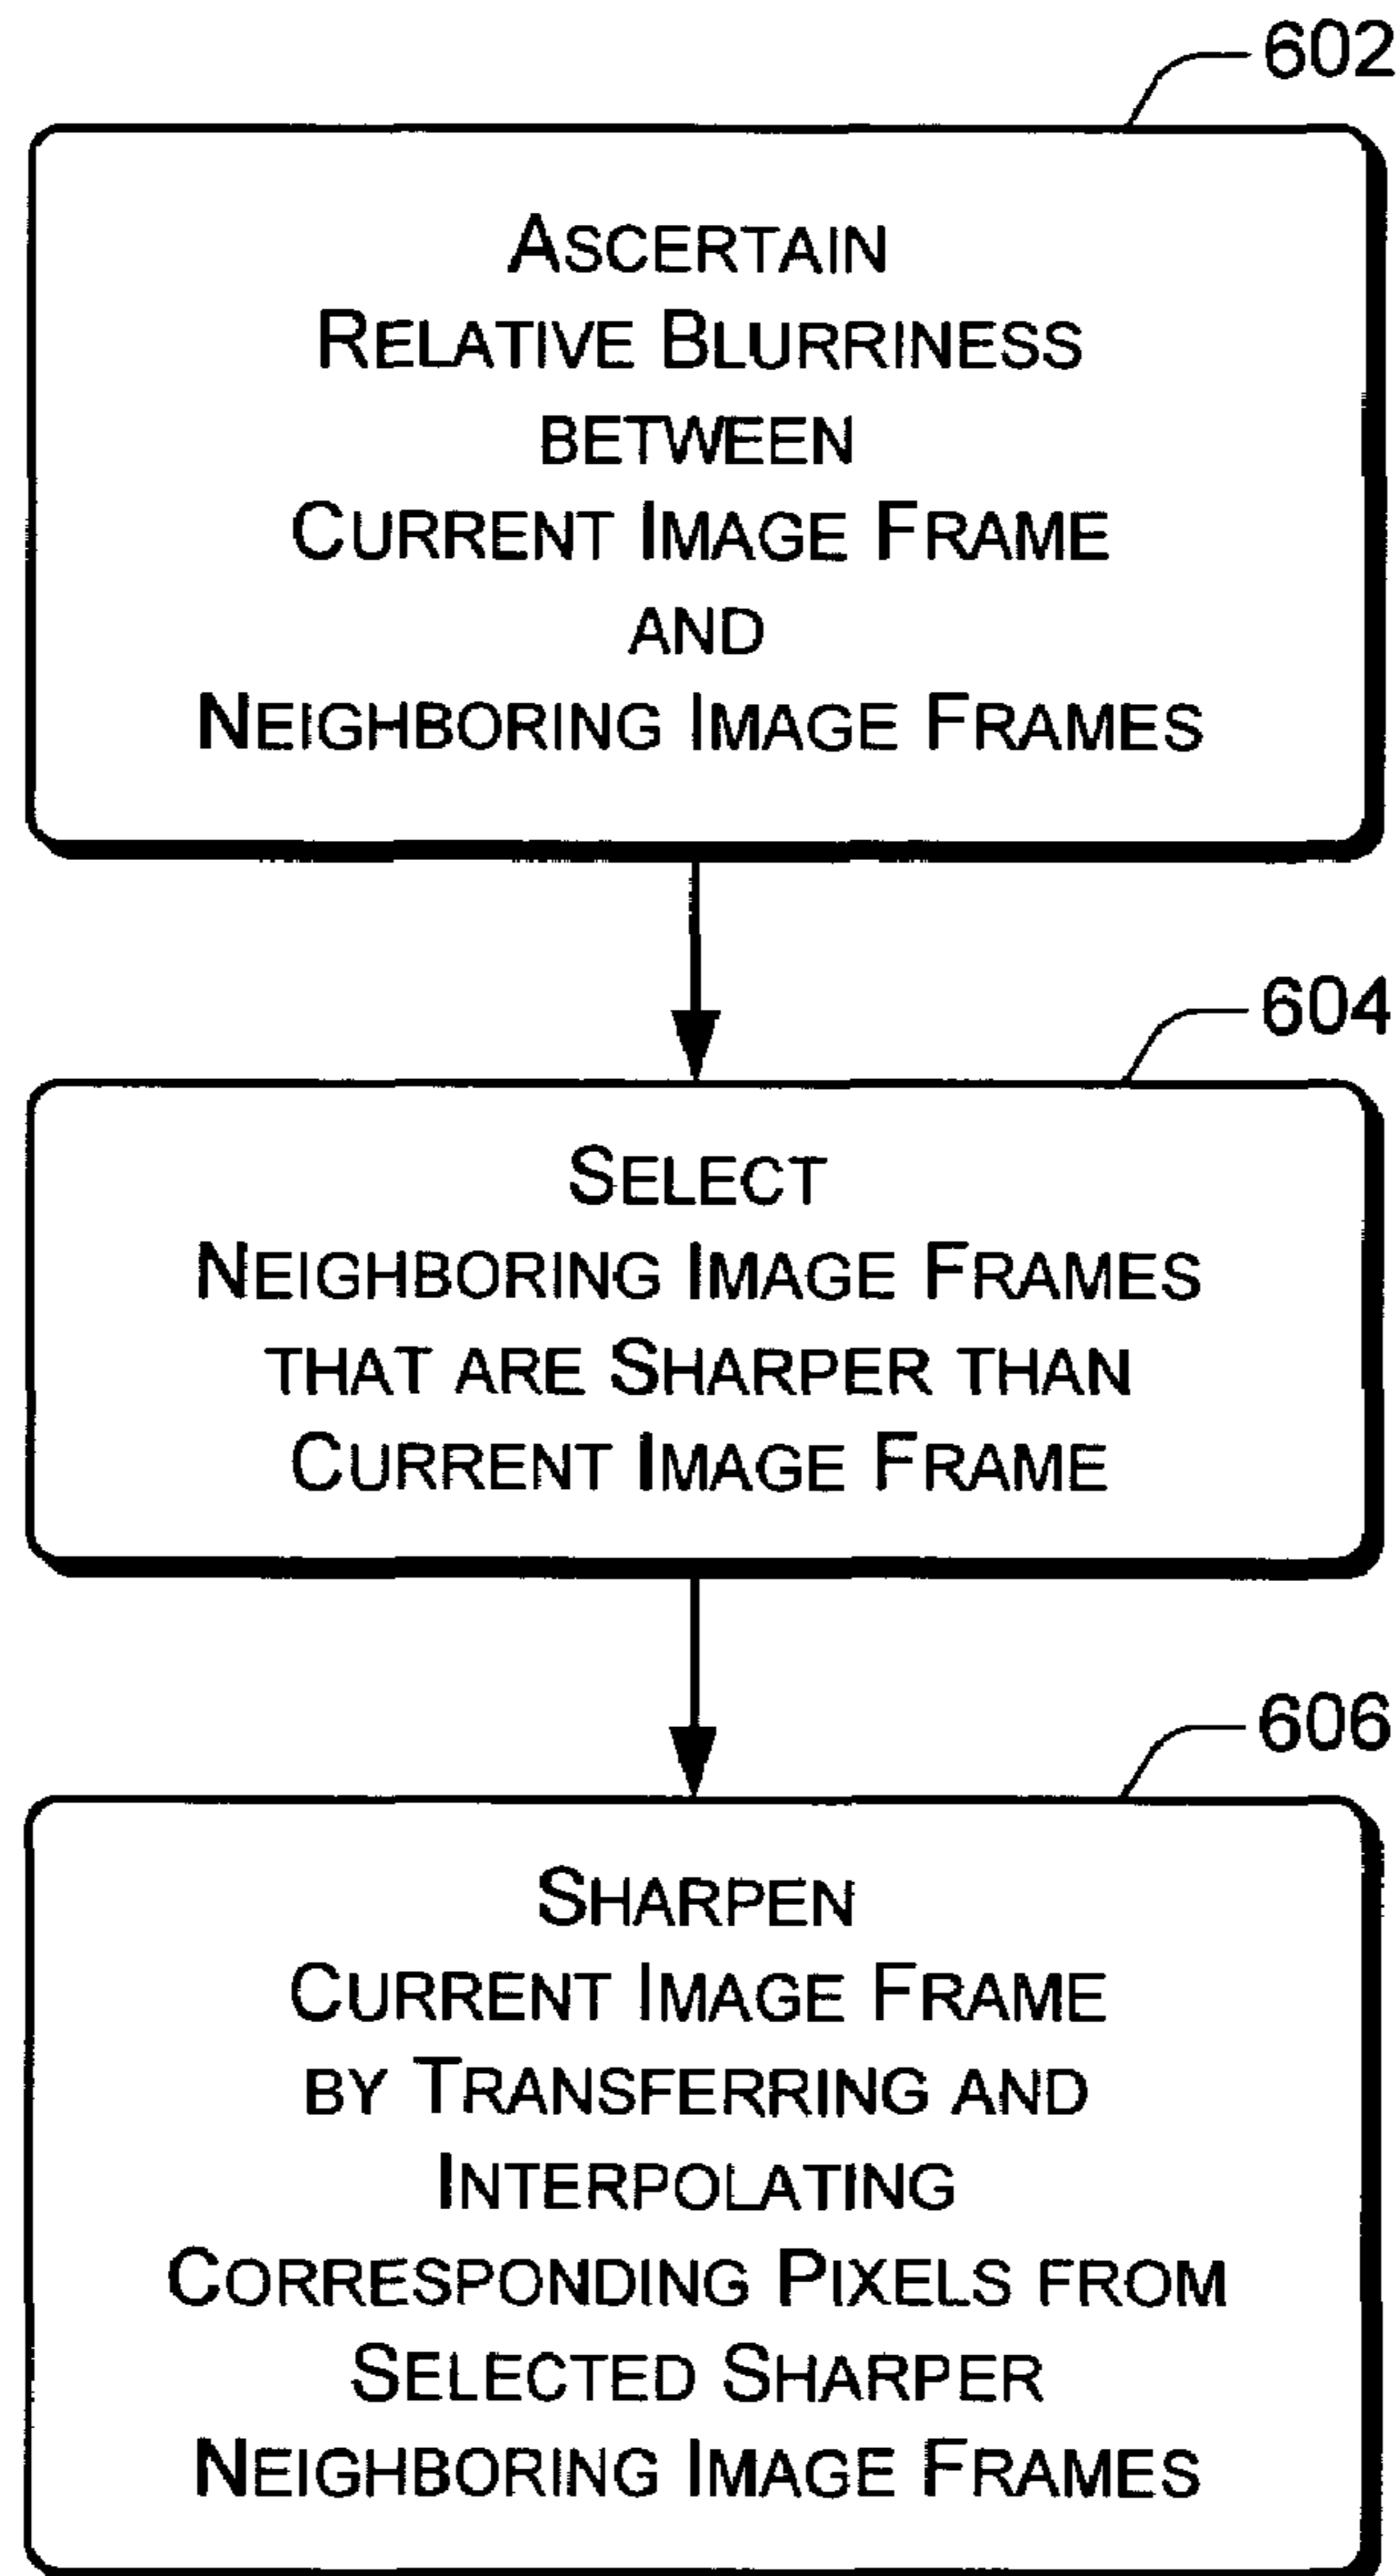 602
ASCERTAIN
RELATIVE BLURRINESS
BETWEEN
CURRENT IMAGE FRAME
AND
NEIGHBORING IMAGE FRAMES
604
SELECT
NEIGHBORING IMAGE FRAMES
THAT ARE SHARPER THAN
CURRENT IMAGE FRAME
606
SHARPEN
CURRENT IMAGE FRAME
BY TRANSFERRING AND
INTERPOLATING
CORRESPONDING PIXELS FROM
SELECTED SHARPER
NEIGHBORING IMAGE FRAMES